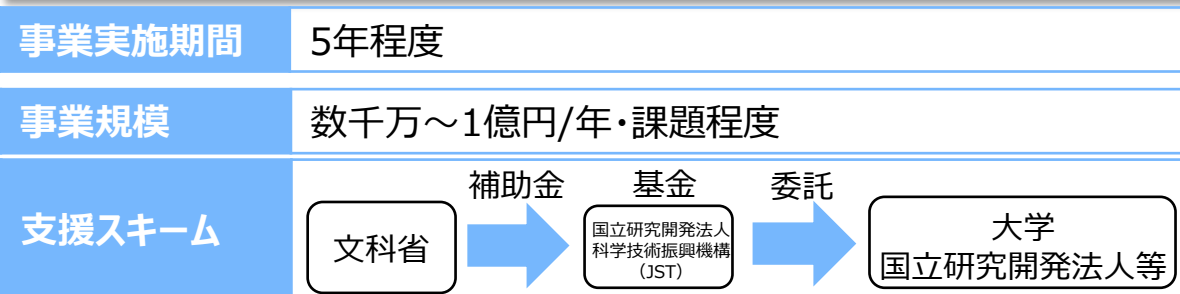 事業実施期間
5年程度
事業規模
数千万～1億円/年・課題程度
支援スキーム
補助金
基金
委託
文科省
国立研究開発法人
科学技術振興機構
（JST）
大学
国立研究開発法人等